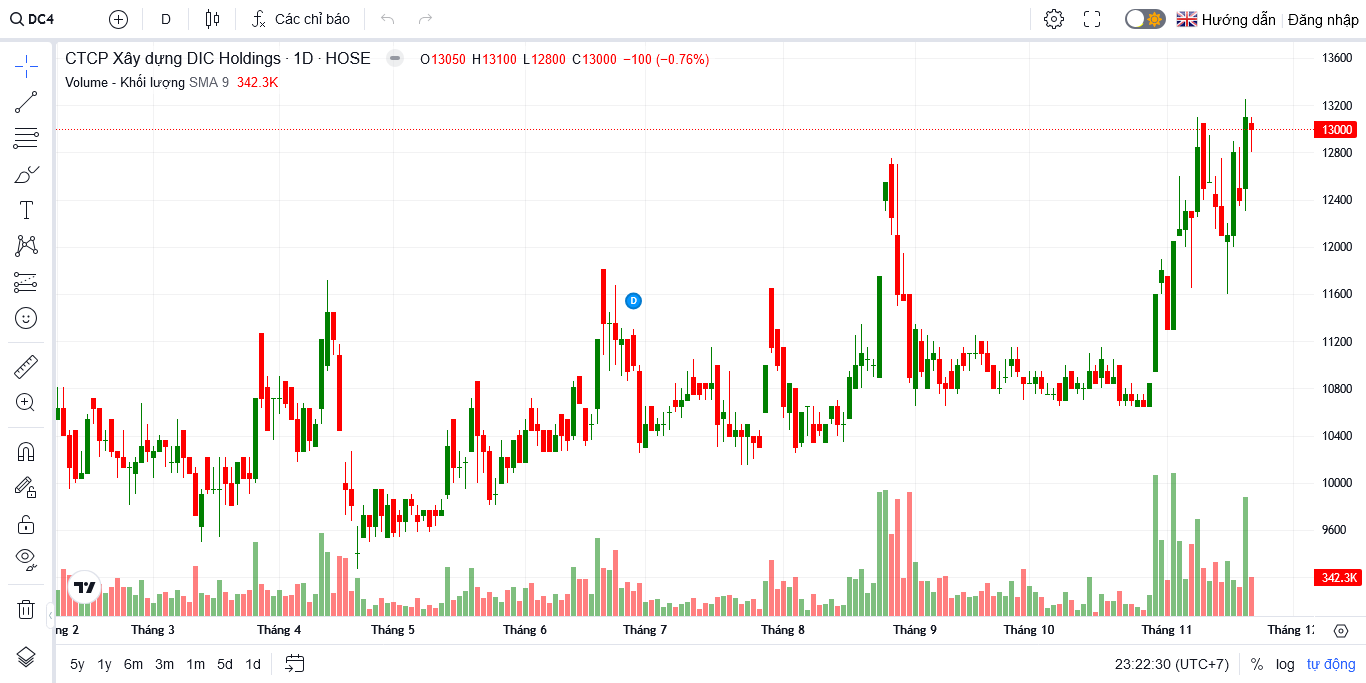 DC4 D Các chỉ báo Hướng dẫn Đăng nhập
CTCP Xây dựng DIC Holdings · 1D · HOSE O13050 H13100 L12800 C13000 −100 (−0.76%)
Volume - Khối lượng SMA 9 342.3K
13600
13200
13000
12800
12400
12000
11600
D
11200
10800
10400
10000
9600
342.3K
ng 2 Tháng 3 Tháng 4 Tháng 5 Tháng 6 Tháng 7 Tháng 8 Tháng 9 Tháng 10 Tháng 11 Tháng 12
5y 1y 6m 3m 1m 5d 1d 23:22:30 (UTC+7) % log tự động